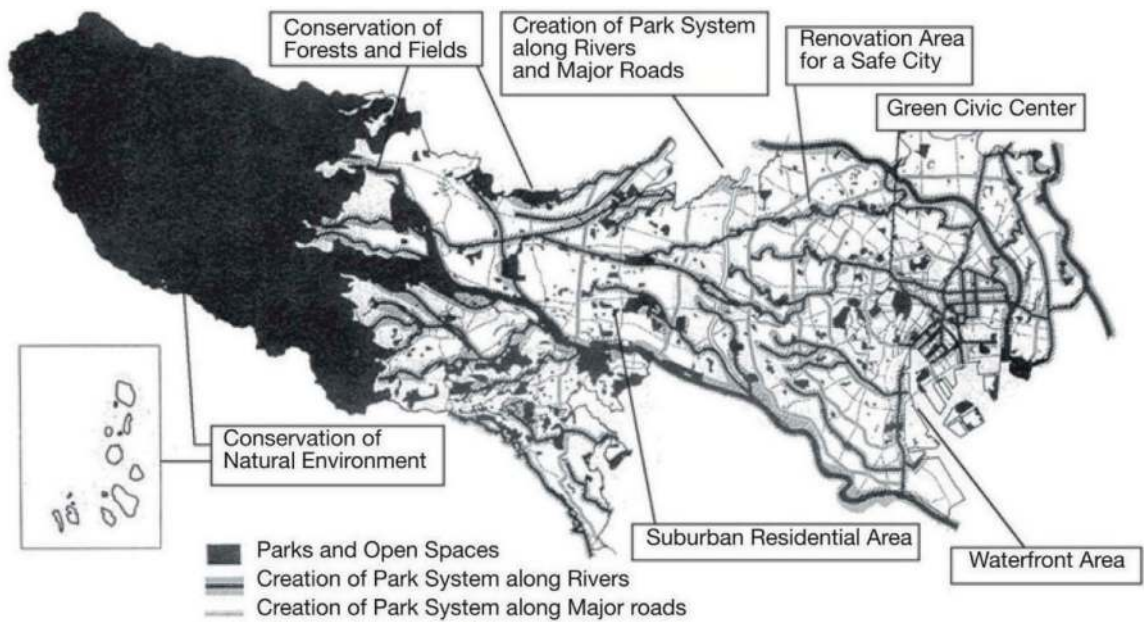 Conservation of
Forests and Fields
Creation of Park System
along Rivers
and Major Roads
Renovation Area
for a Safe City
Green Civic Center
Conservation of
Natural Environment
Suburban Residential Area
Waterfront Area
Parks and Open Spaces
Creation of Park System along Rivers
Creation of Park System along Major roads